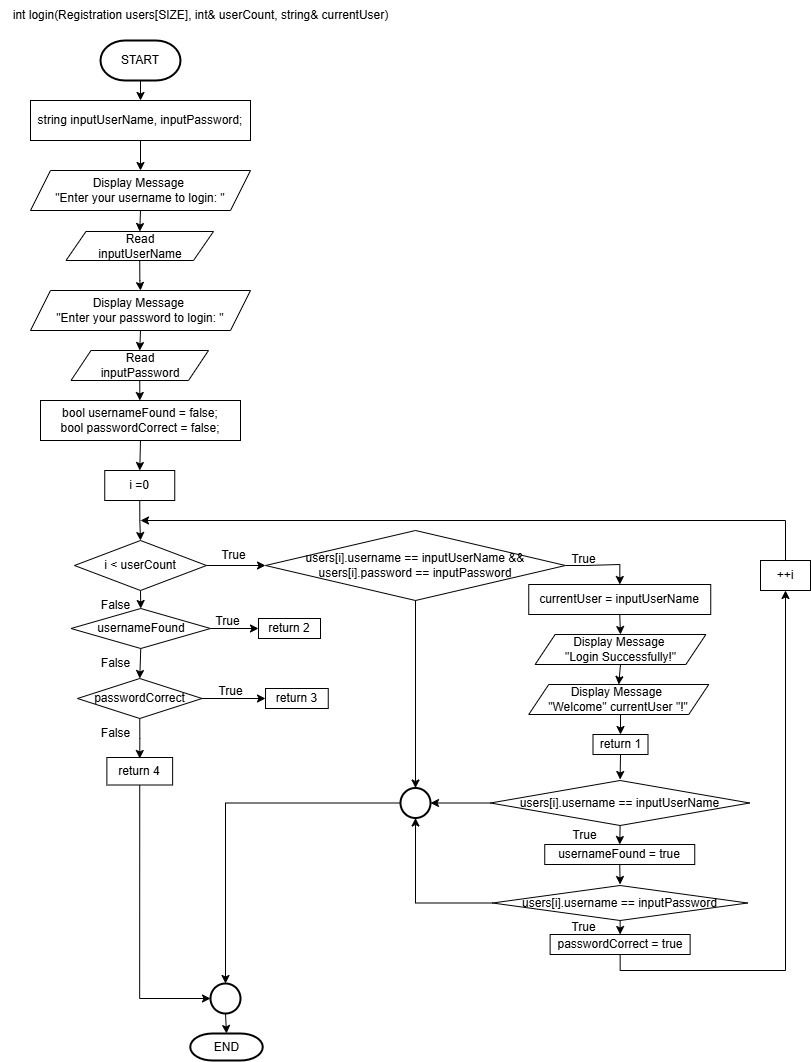 int login(Registration users[SIZE], int& userCount, string& currentUser)
START
string inputUserName, inputPassword;
Display Message
"Enter your username to login: "
Read
inputUserName
Display Message
"Enter your password to login: "
Read
inputPassword
bool usernameFound = false;
bool passwordCorrect = false;
i =0
i < userCount
True
users[i].username == inputUserName &&
users[i].password == inputPassword
True
++i
currentUser = inputUserName
False
usernameFound
True
return 2
Display Message
"Login Successfully!"
False
passwordCorrect
True
return 3
Display Message
"Welcome" currentUser "!"
False
return 4
return 1
users[i].username == inputUserName
True
usernameFound = true
users[i].username == inputPassword
True
passwordCorrect = true
END